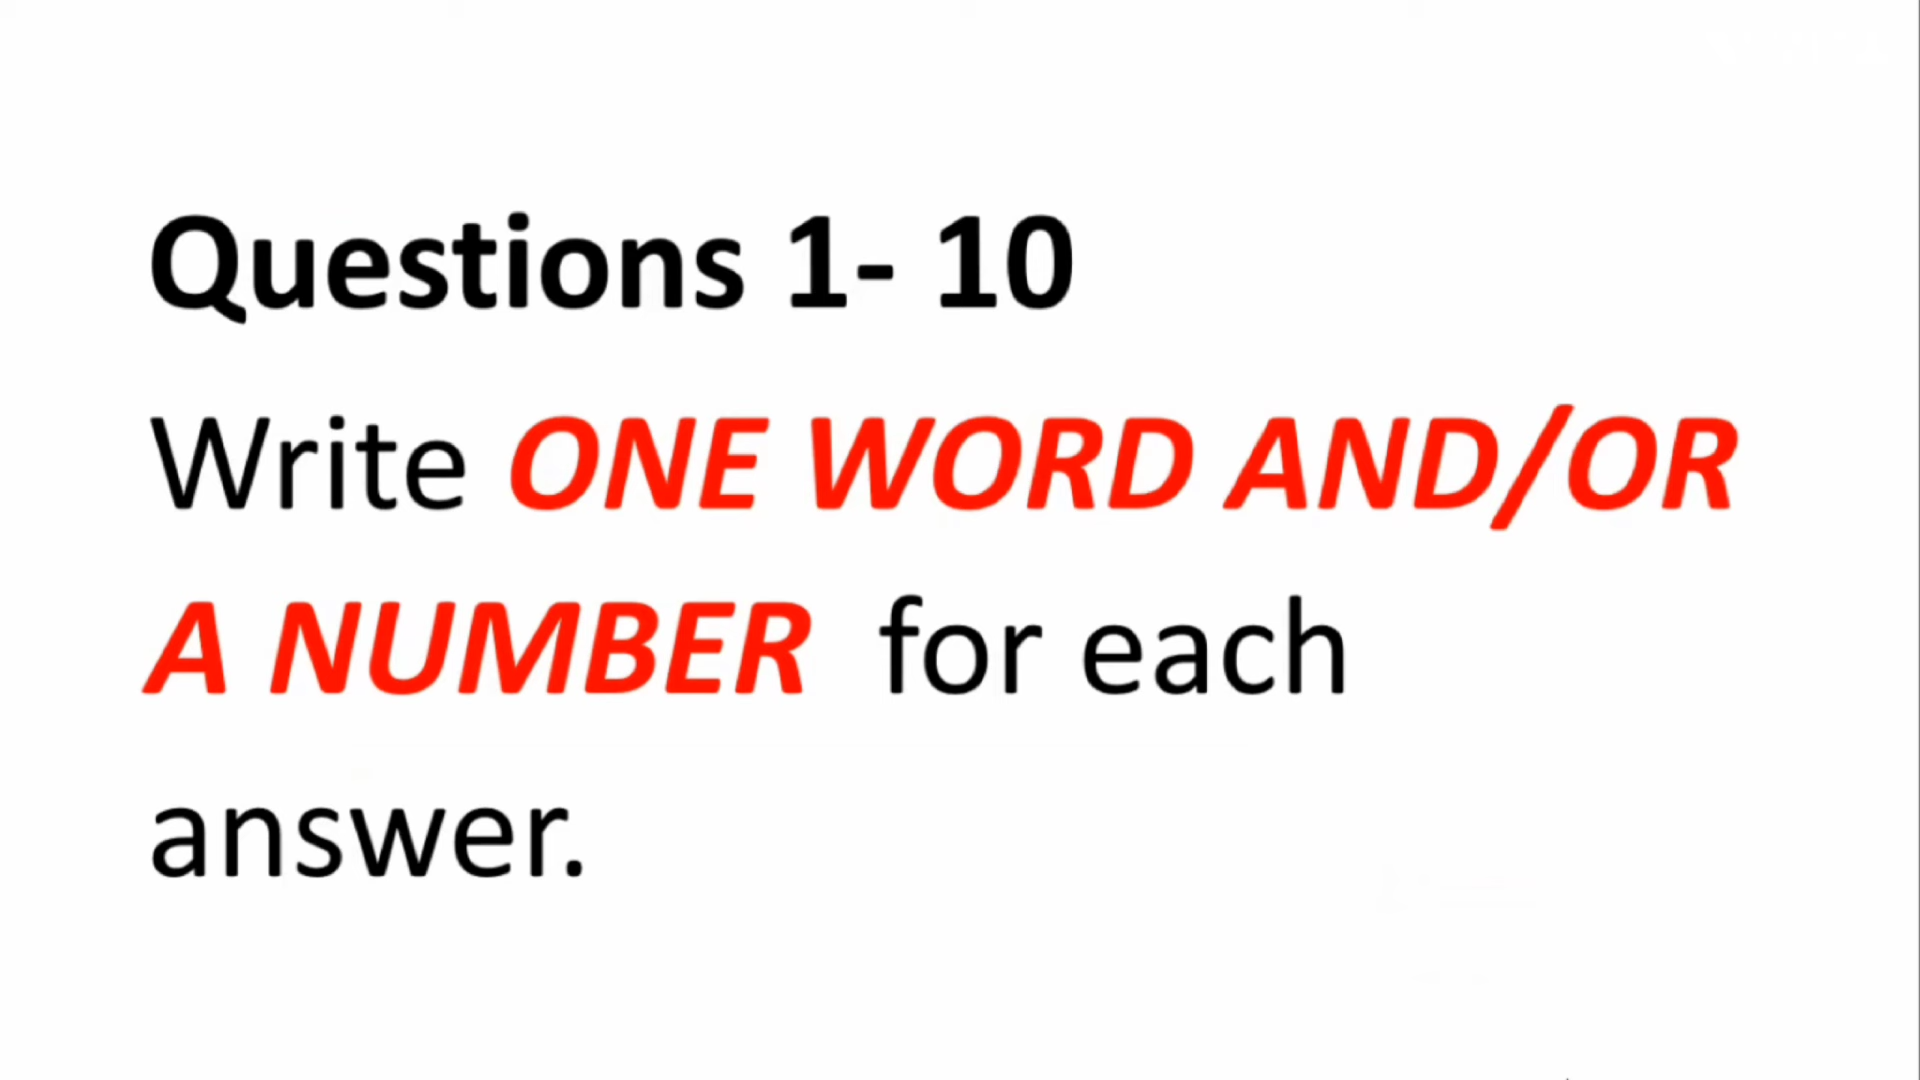 Questions 1- 10
Write ONE WORD AND/OR
A NUMBER for each
answer.